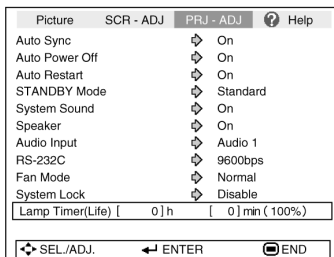 Picture SCR - ADJ PRJ - ADJ ? Help
Auto Sync On
Auto Power Off On
Auto Restart On
STANDBY Mode Standard
System Sound On
Speaker On
Audio Input Audio 1
RS-232C 9600bps
Fan Mode Normal
System Lock Disable
Lamp Timer(Life) [ 0 ] h [ 0 ] min ( 100%)
SEL./ADJ. ENTER END